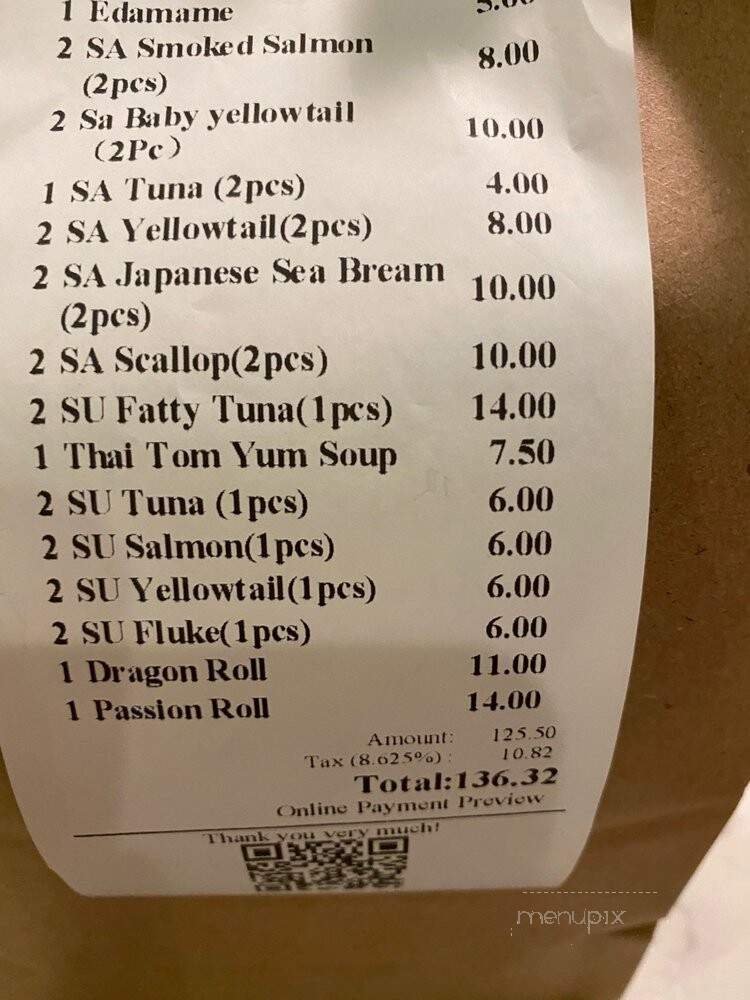 1 Edamame 5.00
2 SA Smoked Salmon 8.00
(2pcs)
2 Sa Baby yellowtail 10.00
(2Pc)
1 SA Tuna (2pcs) 4.00
2 SA Yellowtail(2pcs) 8.00
2 SA Japanese Sea Bream 10.00
(2pcs)
2 SA Scallop(2pcs) 10.00
2 SU Fatty Tuna(1pcs) 14.00
1 Thai Tom Yum Soup 7.50
2 SU Tuna (1pcs) 6.00
2 SU Salmon(1pcs) 6.00
2 SU Yellowtail(1pcs) 6.00
2 SU Fluke(1pcs) 6.00
1 Dragon Roll 11.00
1 Passion Roll 14.00
Amount: 125.50
Tax (8.625%) : 10.82
Total:136.32
Online Payment Preview
Thank you very much!
menupix